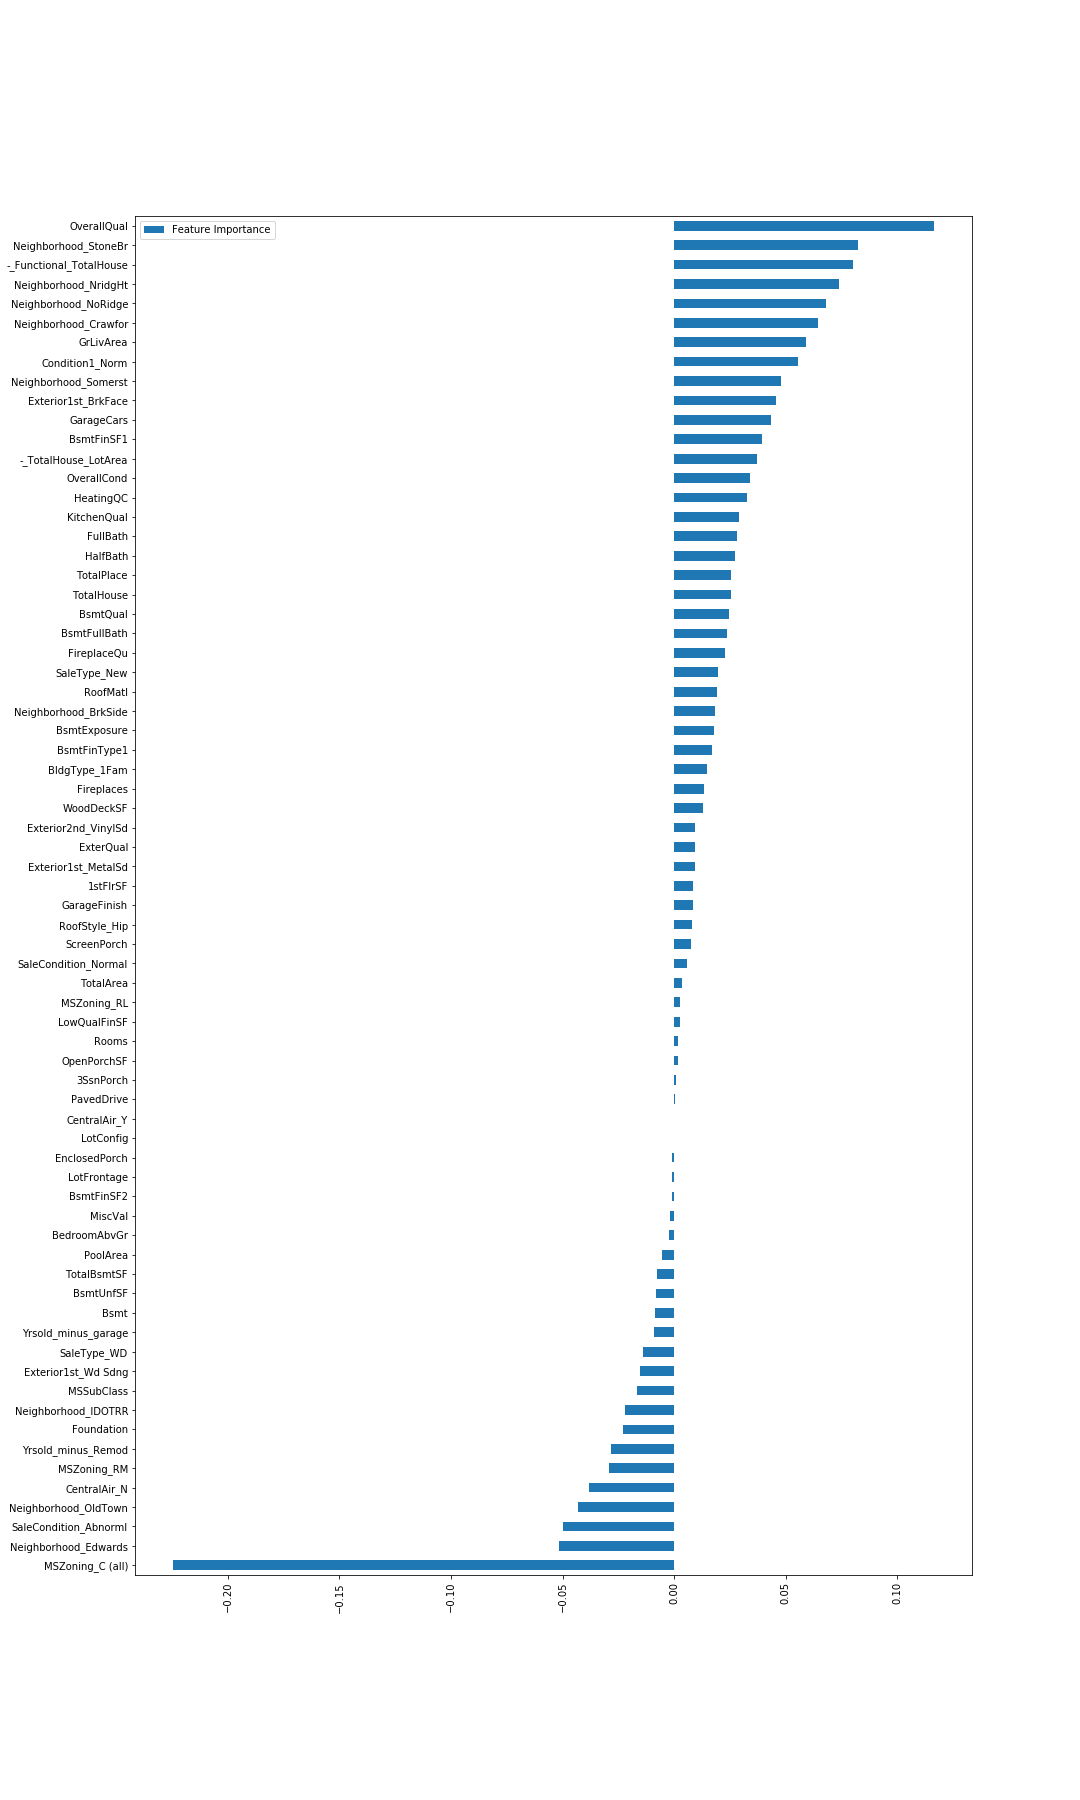 Feature Importance
OverallQual
Neighborhood_StoneBr
-_Functional_TotalHouse
Neighborhood_NridgHt
Neighborhood_NoRidge
Neighborhood_Crawfor
GrLivArea
Condition1_Norm
Neighborhood_Somerst
Exterior1st_BrkFace
GarageCars
BsmtFinSF1
-_TotalHouse_LotArea
OverallCond
HeatingQC
KitchenQual
FullBath
HalfBath
TotalPlace
TotalHouse
BsmtQual
BsmtFullBath
FireplaceQu
SaleType_New
RoofMatl
Neighborhood_BrkSide
BsmtExposure
BsmtFinType1
BldgType_1Fam
Fireplaces
WoodDeckSF
Exterior2nd_VinylSd
ExterQual
Exterior1st_MetalSd
1stFlrSF
GarageFinish
RoofStyle_Hip
ScreenPorch
SaleCondition_Normal
TotalArea
MSZoning_RL
LowQualFinSF
Rooms
OpenPorchSF
3SsnPorch
PavedDrive
CentralAir_Y
LotConfig
EnclosedPorch
LotFrontage
BsmtFinSF2
MiscVal
BedroomAbvGr
PoolArea
TotalBsmtSF
BsmtUnfSF
Bsmt
Yrsold_minus_garage
SaleType_WD
Exterior1st_Wd Sdng
MSSubClass
Neighborhood_IDOTRR
Foundation
Yrsold_minus_Remod
MSZoning_RM
CentralAir_N
Neighborhood_OldTown
SaleCondition_Abnorml
Neighborhood_Edwards
MSZoning_C (all)
−0.20
−0.15
−0.10
−0.05
0.00
0.05
0.10